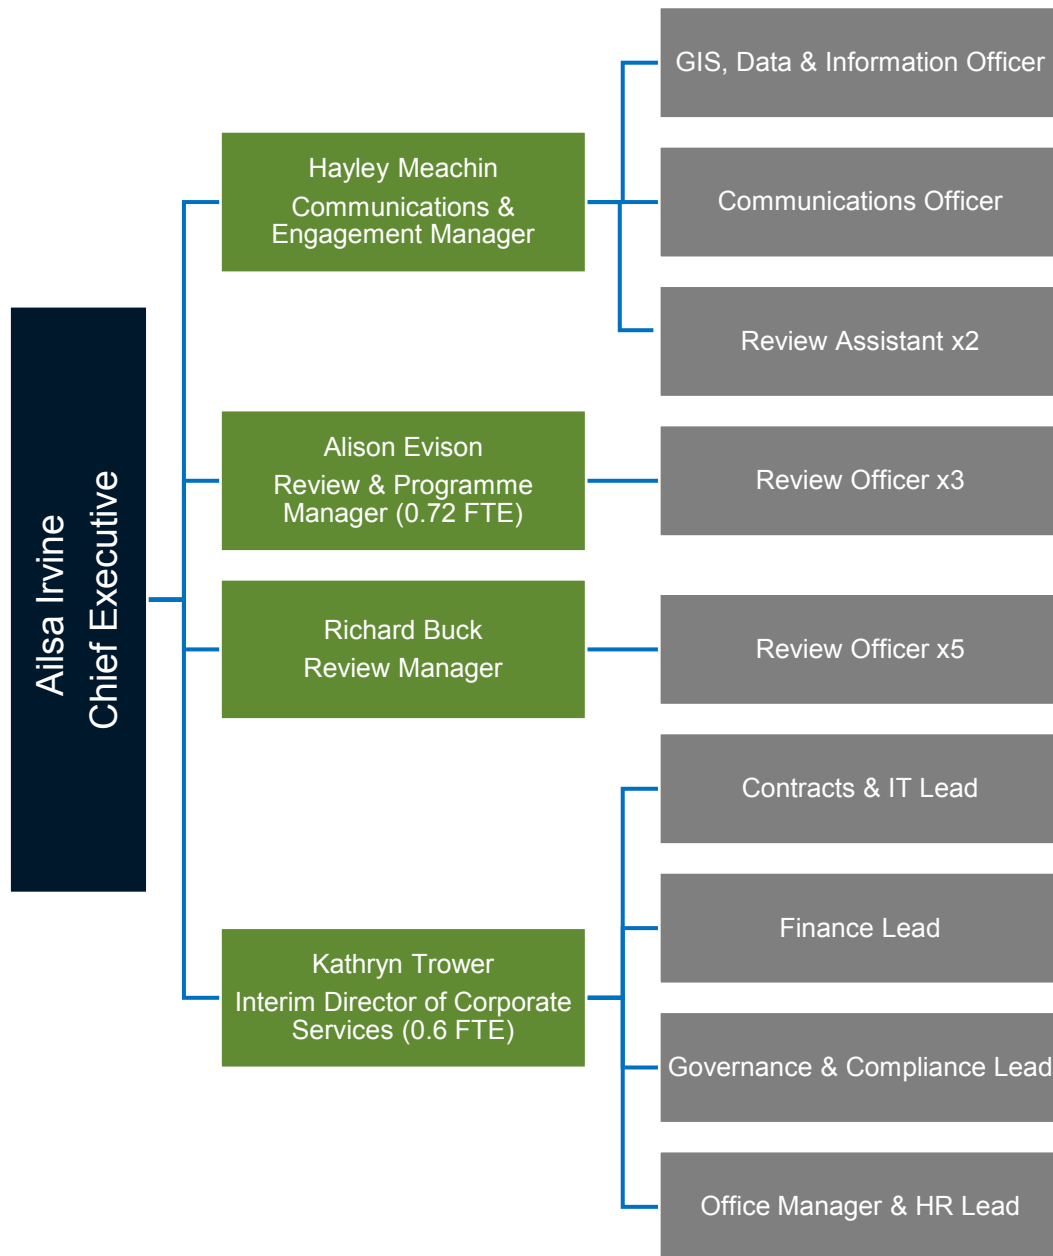 Ailsa Irvine
Chief Executive
Hayley Meachin
Communications &
Engagement Manager
GIS, Data & Information Officer
Communications Officer
Review Assistant x2
Alison Evison
Review & Programme
Manager (0.72 FTE)
Review Officer x3
Richard Buck
Review Manager
Review Officer x5
Kathryn Trower
Interim Director of Corporate
Services (0.6 FTE)
Contracts & IT Lead
Finance Lead
Governance & Compliance Lead
Office Manager & HR Lead